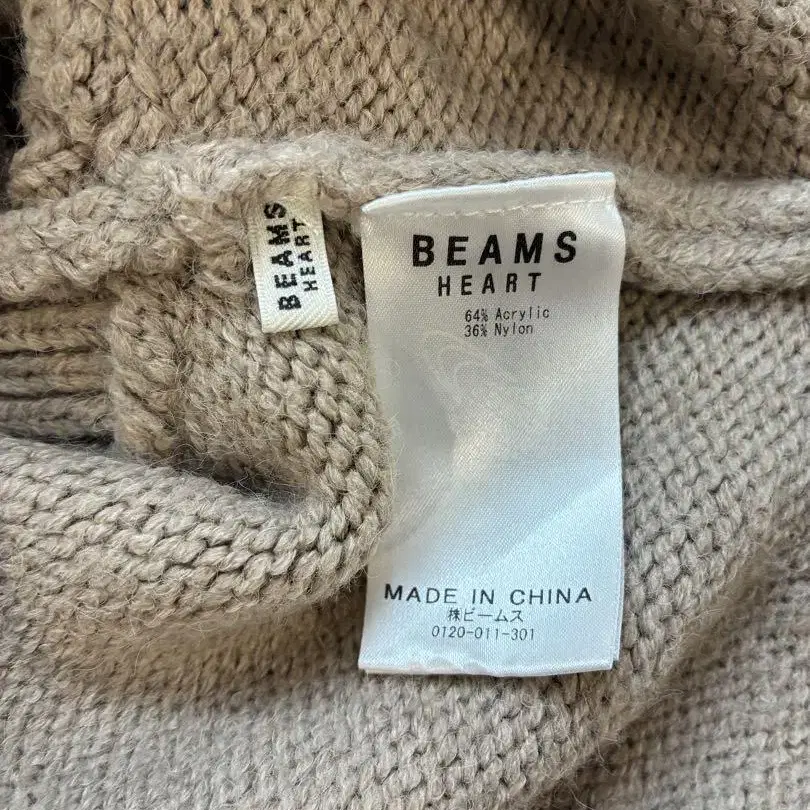 BEAMS
HEART
BEAMS
HEART
64% Acrylic
36% Nylon
MADE IN CHINA
㈱ビームス
0120-011-301